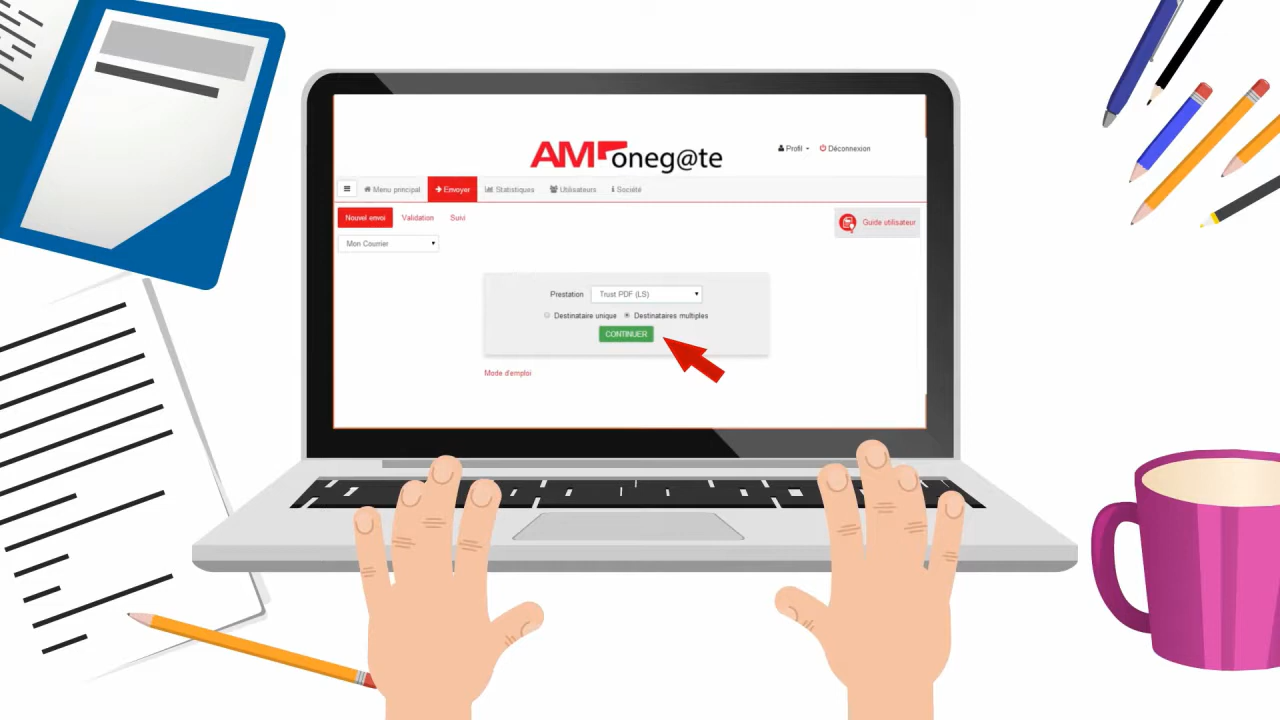 AM oneg@te
Profil
Déconnexion
Menu principal
Envoyer
Statistiques
Utilisateurs
Société
Nouvel envoi
Validation
Suivi
Guide utilisateur
Mon Courrier
Prestation
Trust PDF (LS)
Destinataire unique
Destinataires multiples
CONTINUER
Mode d'emploi